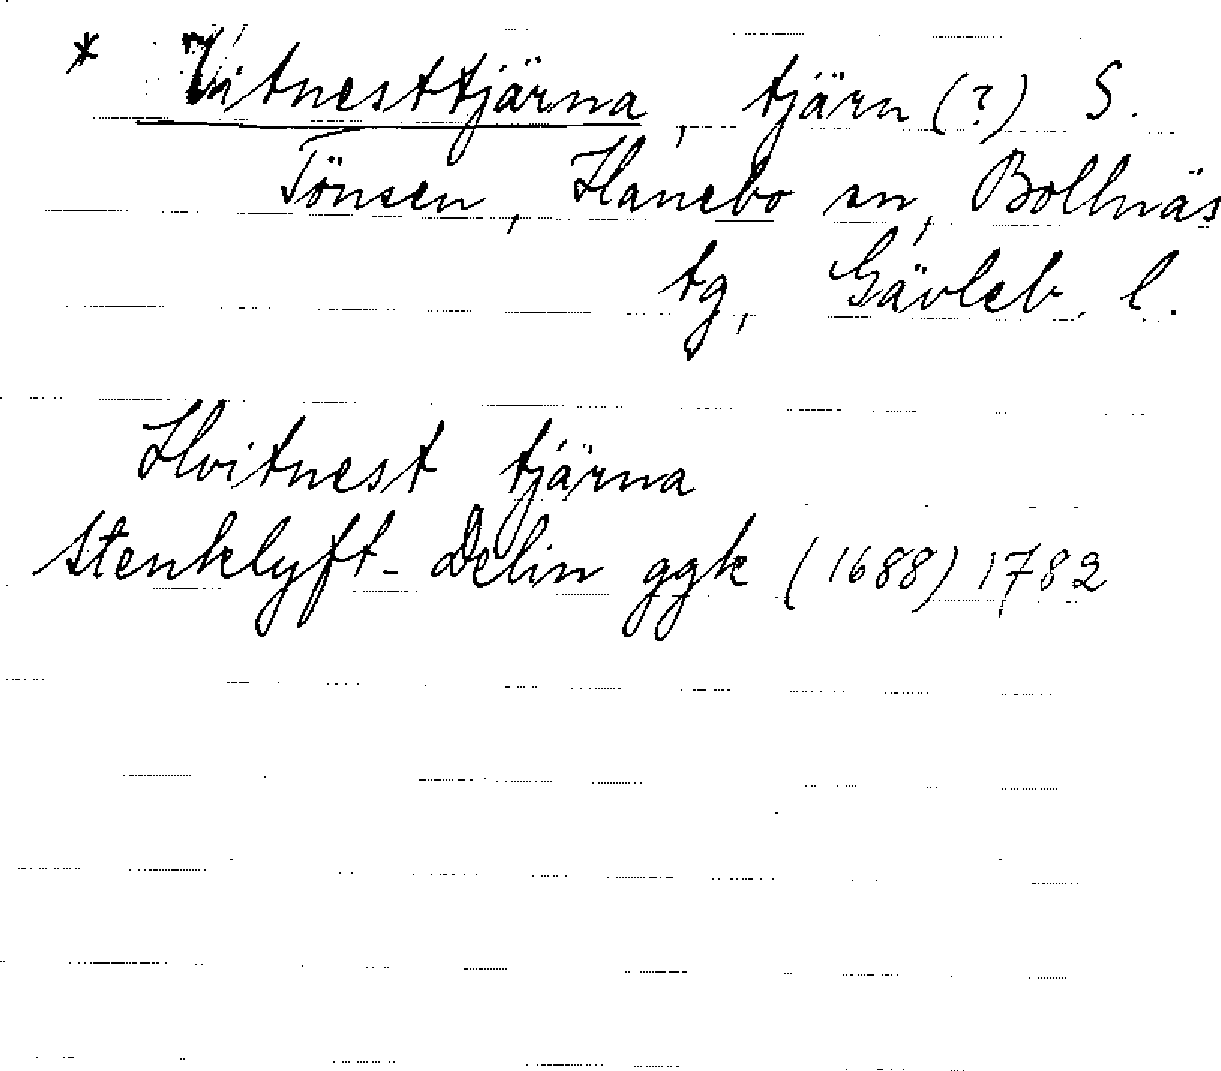 * Vitnesttjärna, tjärn (?) S.
Tönsen, Hanebo sn, Bollnäs
tg, Gävleb. l.
Hvitnest tjärna
Stenklyft- Delin ggk (1688) 1782